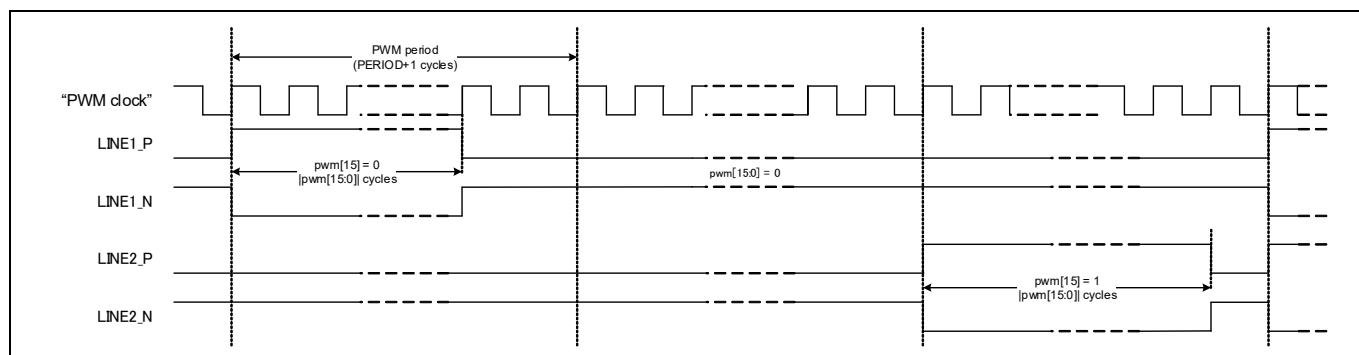 PWM period
(PERIOD+1 cycles)
“PWM clock”
LINE1_P
pwm[15] = 0
|pwm[15:0]| cycles
pwm[15:0] = 0
LINE1_N
LINE2_P
pwm[15] = 1
|pwm[15:0]| cycles
LINE2_N